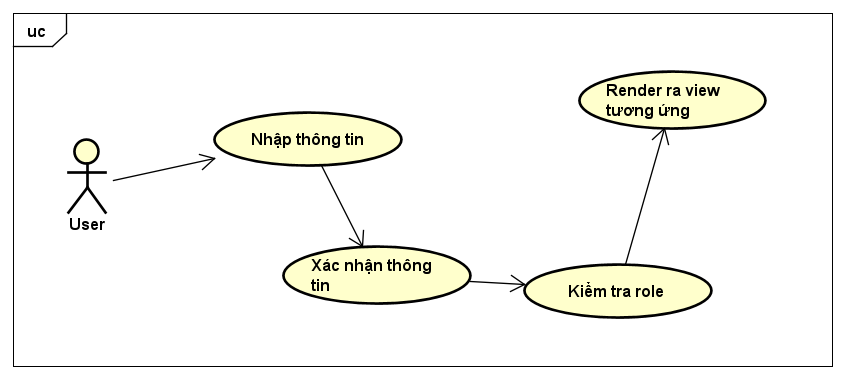 uc
Render ra view
tương ứng
Nhập thông tin
User
Xác nhận thông
tin
Kiểm tra role